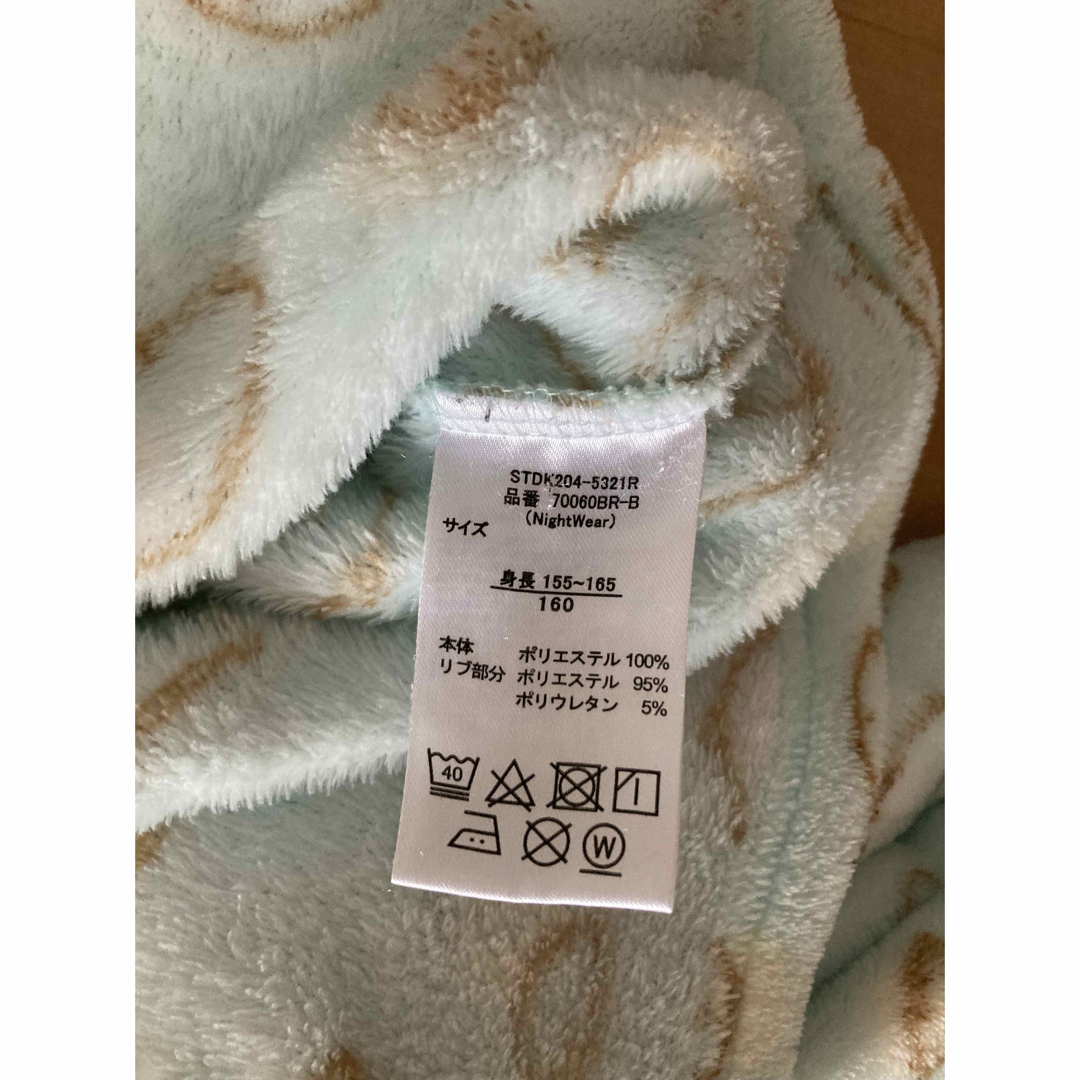 STDK204-5321R
品番 70060BR-B
(NightWear)
サイズ
身長 155~165
160
本体 ポリエステル 100%
リブ部分 ポリエステル 95%
ポリウレタン 5%
40
W